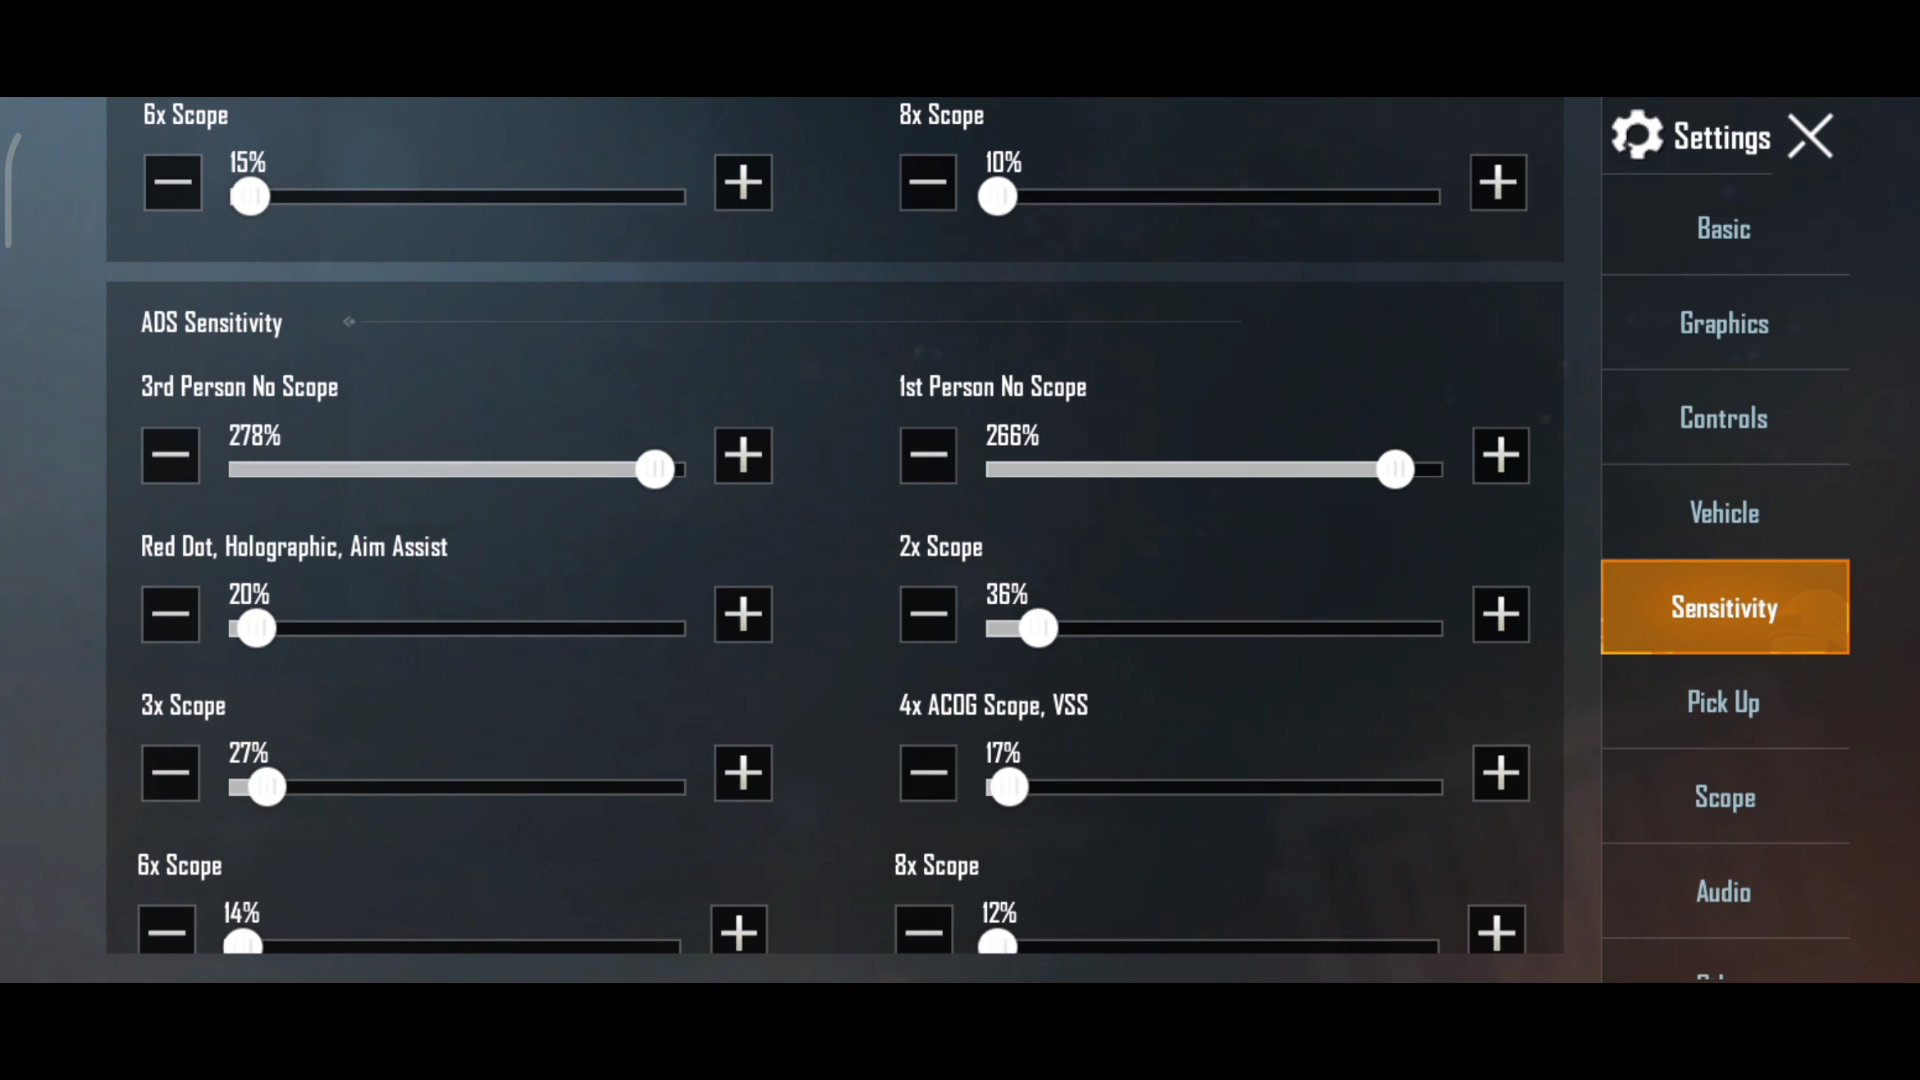 6x Scope
8x Scope
15%
10%
ADS Sensitivity
3rd Person No Scope
1st Person No Scope
278%
266%
Red Dot, Holographic, Aim Assist
2x Scope
20%
36%
3x Scope
4x ACOG Scope, VSS
27%
17%
6x Scope
8x Scope
14%
12%
Settings
Basic
Graphics
Controls
Vehicle
Sensitivity
Pick Up
Scope
Audio